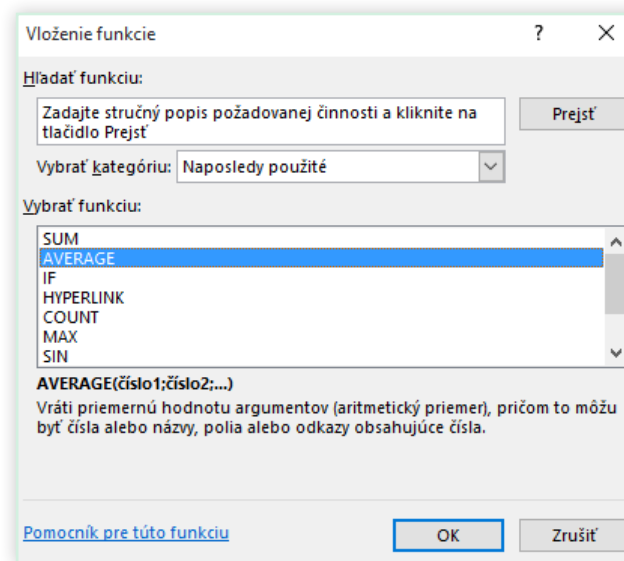 Vloženie funkcie ?
Hľadať funkciu:
Zadajte stručný popis požadovanej činnosti a kliknite na
tlačidlo Prejsť
Prejsť
Vybrať kategóriu: Naposledy použité
Vybrať funkciu:
SUM
AVERAGE
IF
HYPERLINK
COUNT
MAX
SIN
AVERAGE(číslo1;číslo2;...)
Vráti priemernú hodnotu argumentov (aritmetický priemer), pričom to môžu
byť čísla alebo názvy, polia alebo odkazy obsahujúce čísla.
Pomocník pre túto funkciu OK Zrušiť